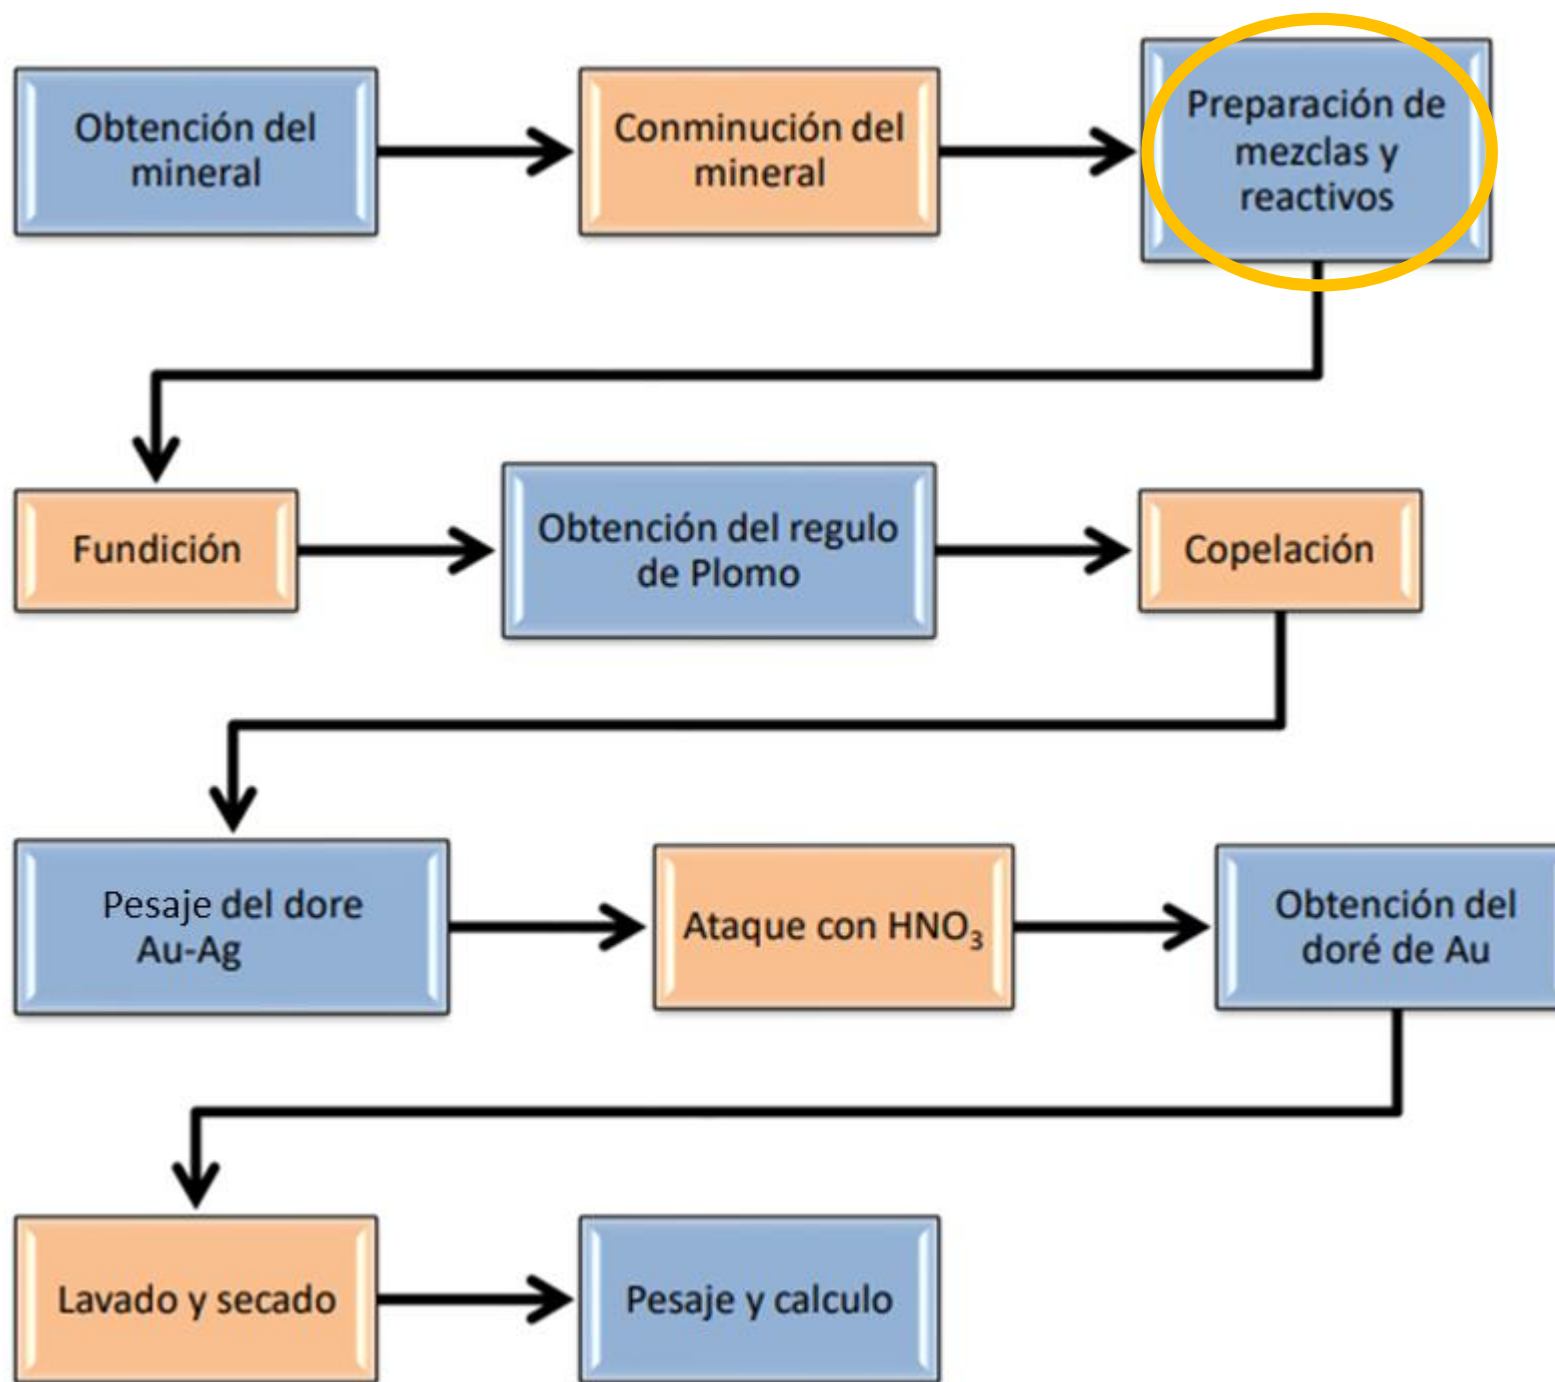 Obtención del
mineral
Conminución del
mineral
Preparación de
mezclas y
reactivos
Fundición
Obtención del regulo
de Plomo
Copelación
Pesaje del dore
Au-Ag
Ataque con HNO₃
Obtención del
doré de Au
Lavado y secado
Pesaje y calculo